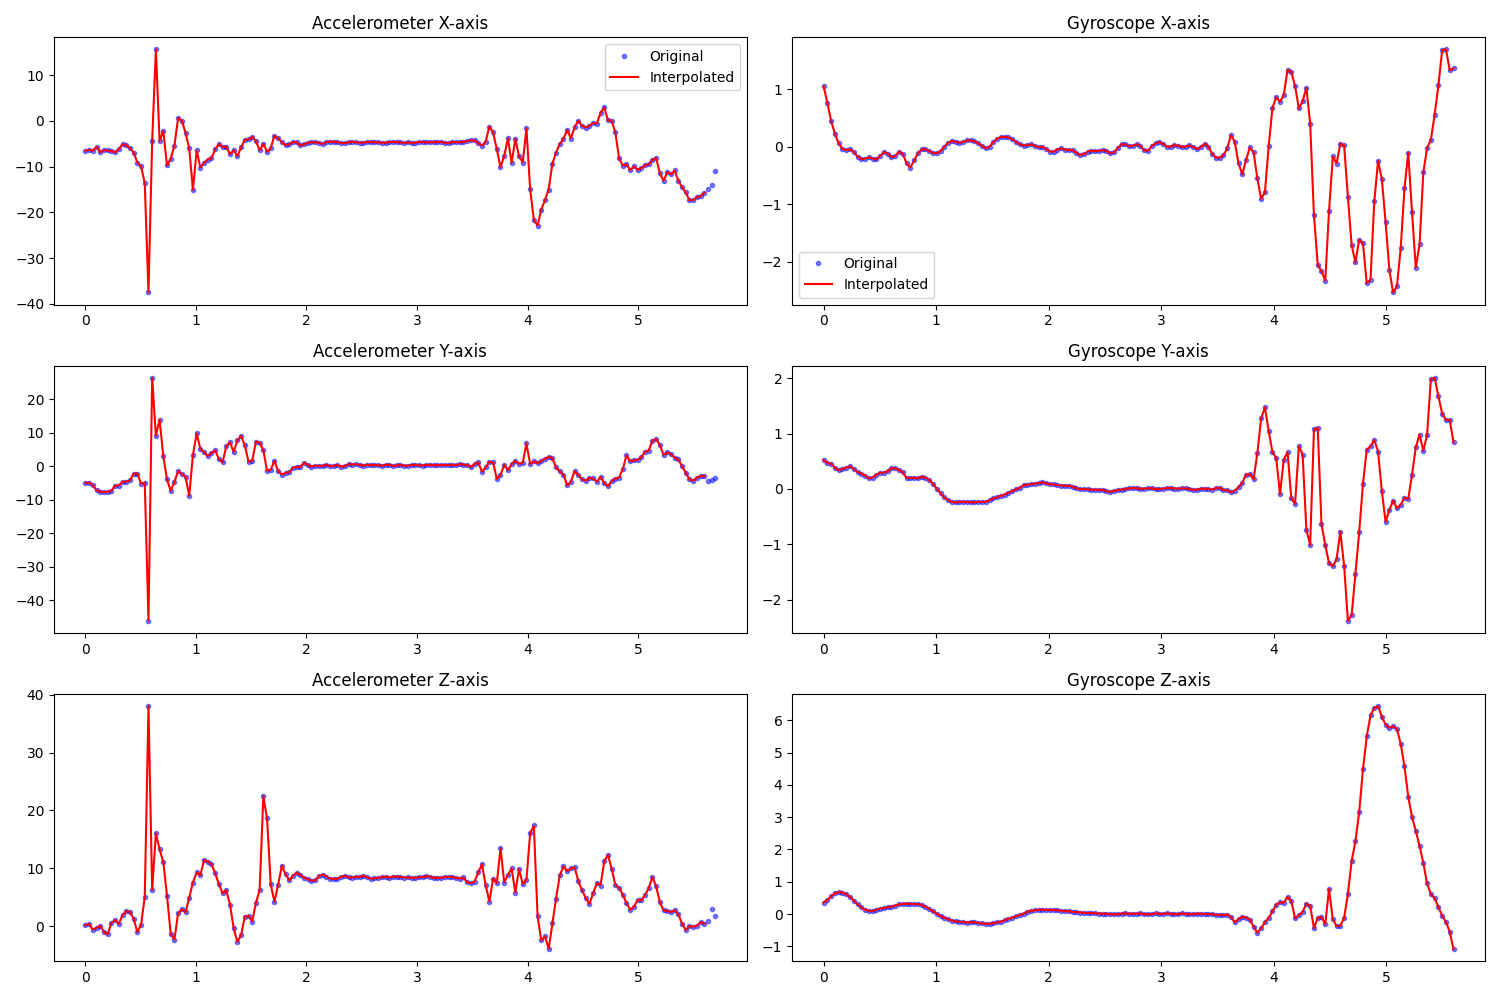 Accelerometer X-axis
Original
Interpolated
10
0
−10
−20
−30
−40
0 1 2 3 4 5
Gyroscope X-axis
1
0
−1
−2
Original
Interpolated
0 1 2 3 4 5
Accelerometer Y-axis
20
10
0
−10
−20
−30
−40
0 1 2 3 4 5
Gyroscope Y-axis
2
1
0
−1
−2
0 1 2 3 4 5
Accelerometer Z-axis
40
30
20
10
0
0 1 2 3 4 5
Gyroscope Z-axis
6
5
4
3
2
1
0
−1
0 1 2 3 4 5